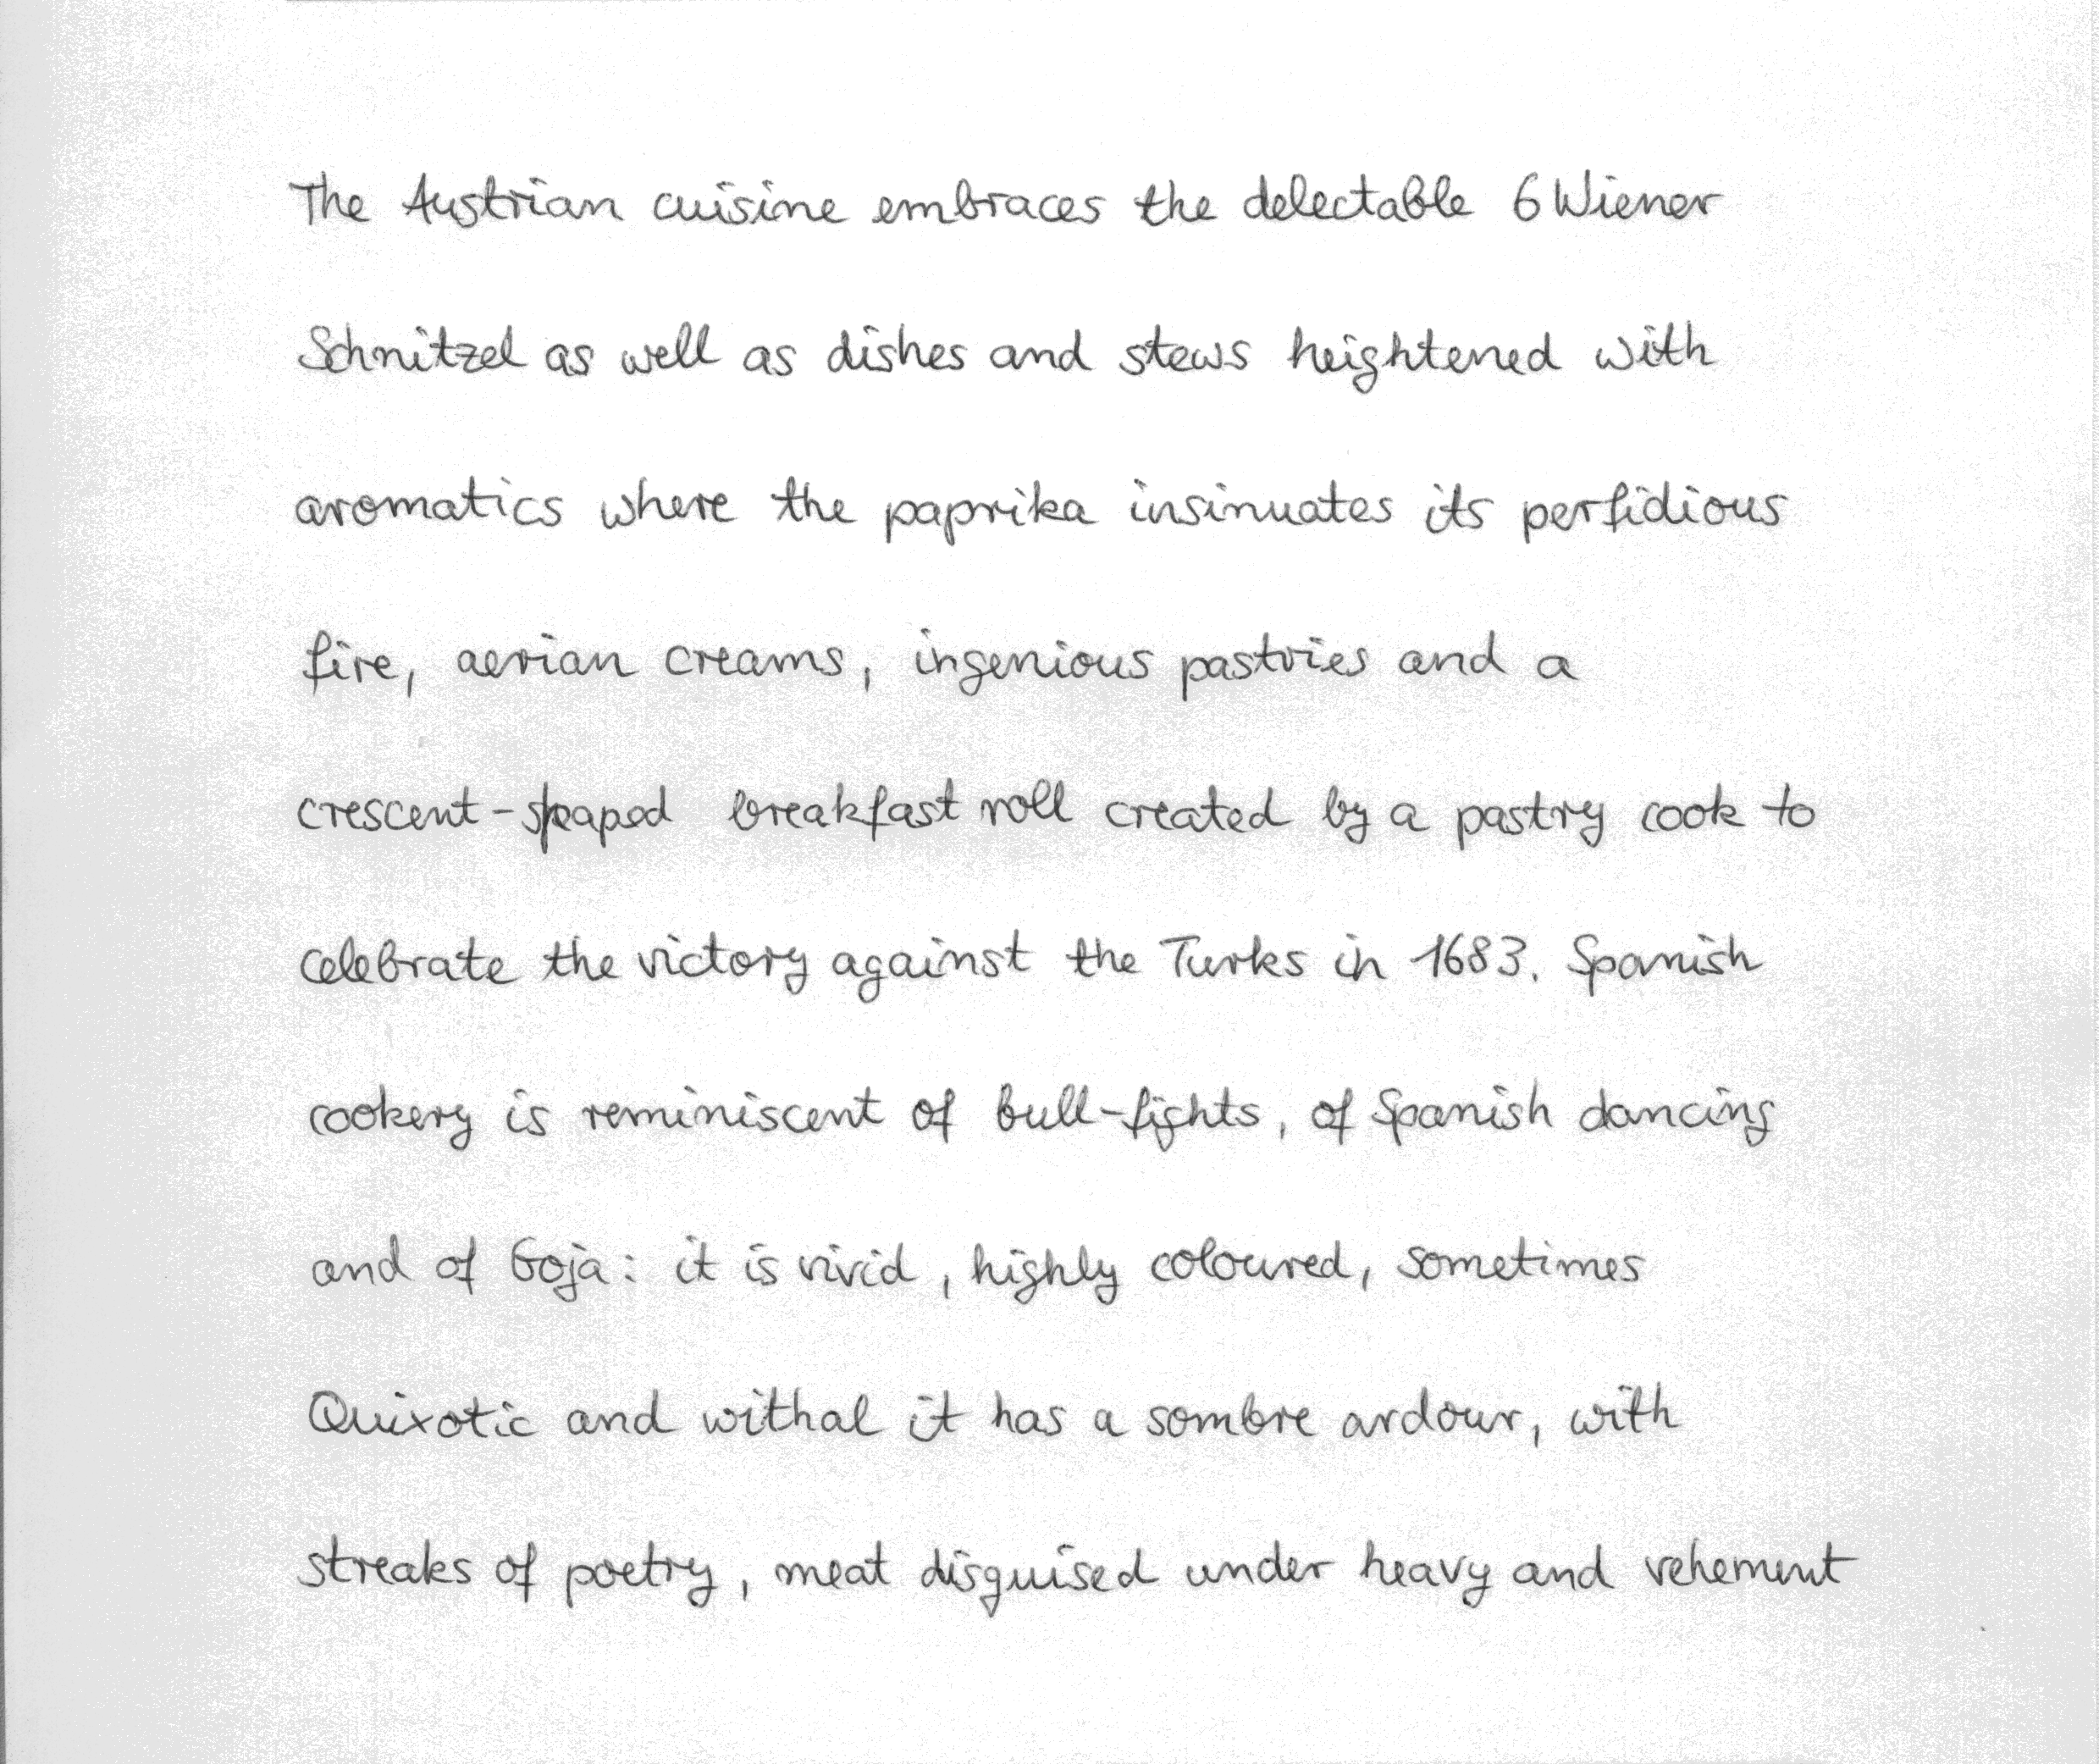 The Austrian cuisine embraces the delectable 6 Wiener
Schnitzel as well as dishes and stews heightened with
aromatics where the paprika insinuates its perfidious
fire, aerian creams, ingenious pastries and a
crescent-shaped breakfast roll created by a pastry cook to
celebrate the victory against the Turks in 1683. Spanish
cookery is reminiscent of bull-fights, of Spanish dancing
and of Goja: it is vivid, highly coloured, sometimes
Quixotic and withal it has a sombre ardour, with
streaks of poetry, meat disguised under heavy and vehement